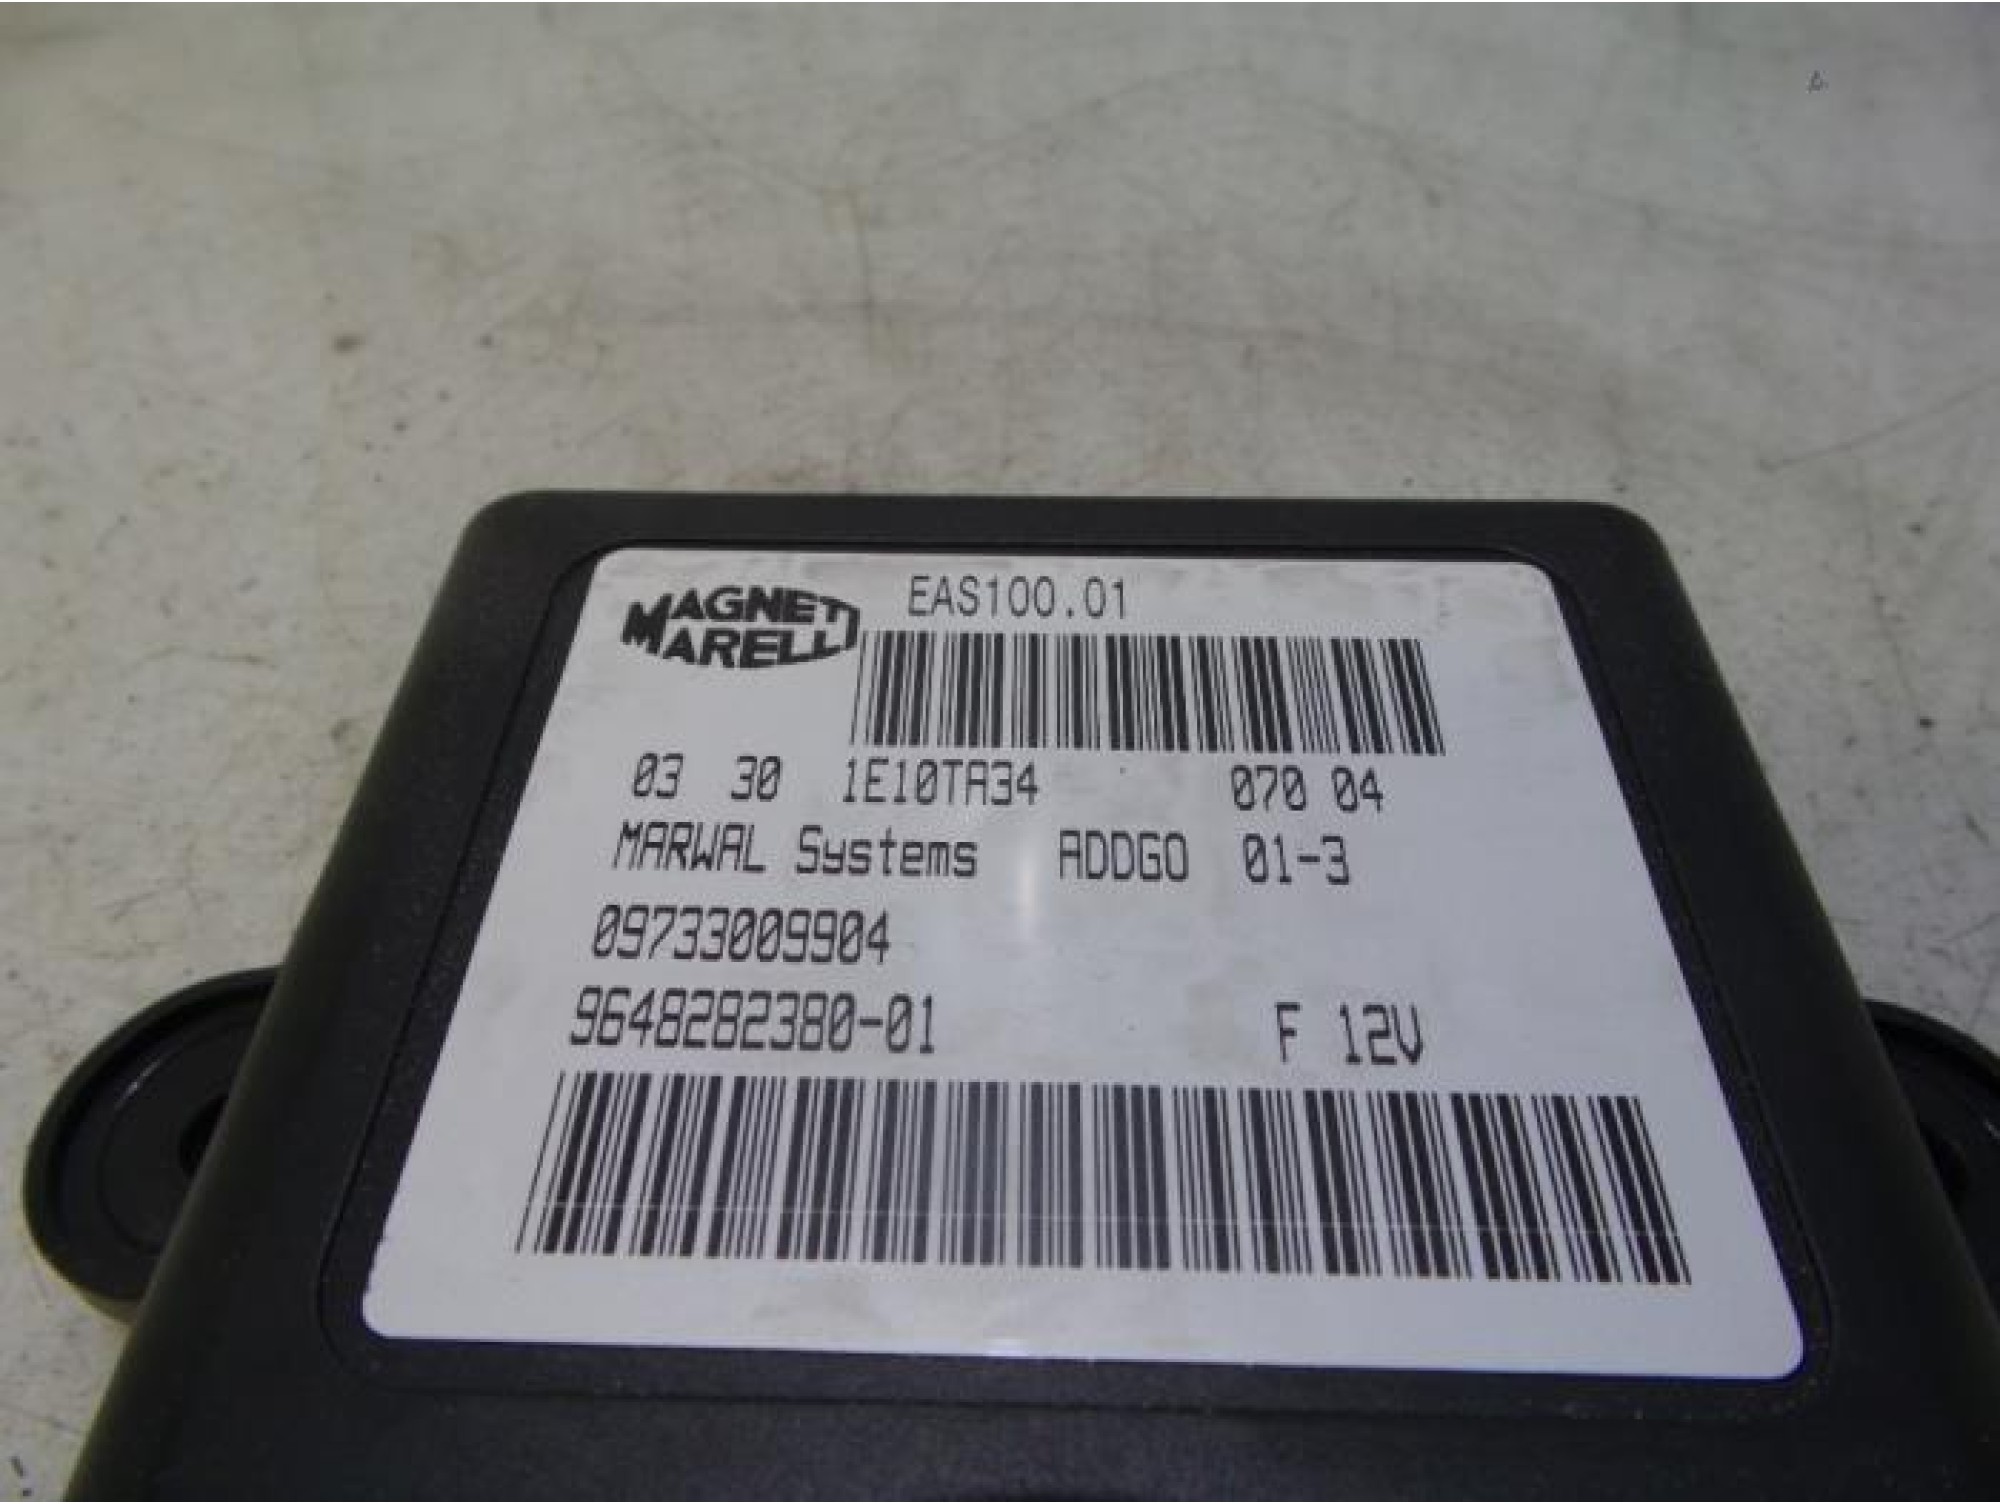 MAGNETI EAS100.01
MARELLI
03 30 1E10TA34 070 04
MARWAL Systems ADDGO 01-3
09733009904
9648282380-01 F 12V